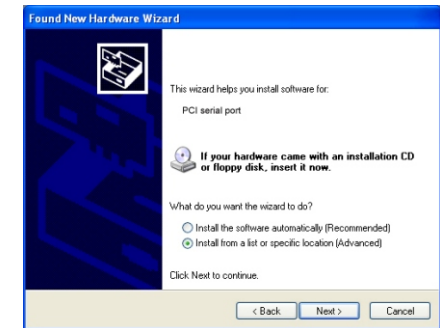 Found New Hardware Wizard
This wizard helps you install software for:
PCI serial port
If your hardware came with an installation CD
or floppy disk, insert it now.
What do you want the wizard to do?
Install the software automatically (Recommended)
Install from a list or specific location (Advanced)
Click Next to continue.
< Back Next > Cancel